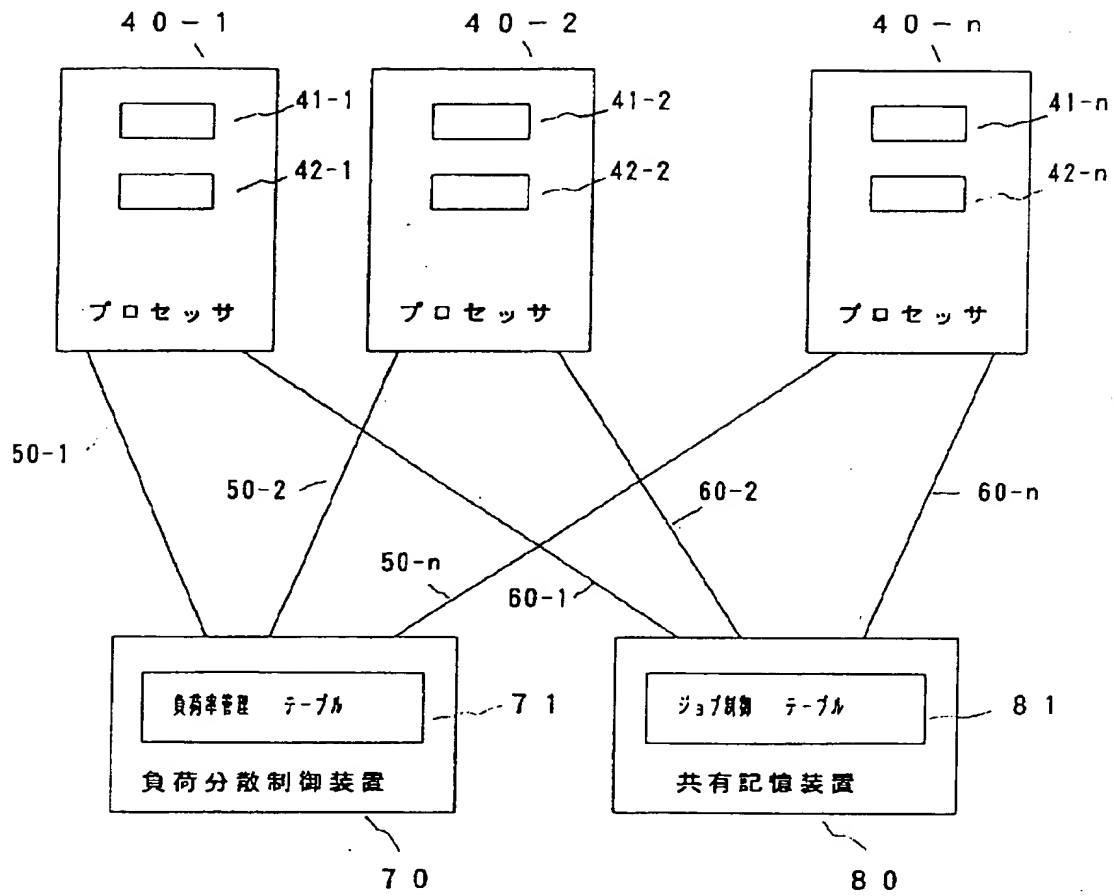 40-1 40-2 40-n
41-1 41-2 41-n
42-1 42-2 42-n
プロセッサ プロセッサ プロセッサ
50-1 50-2 60-2 60-n
50-n 60-1
負荷率管理 テーブル 71 ジョブ制御 テーブル 81
負荷分散制御装置 共有記憶装置
70 80